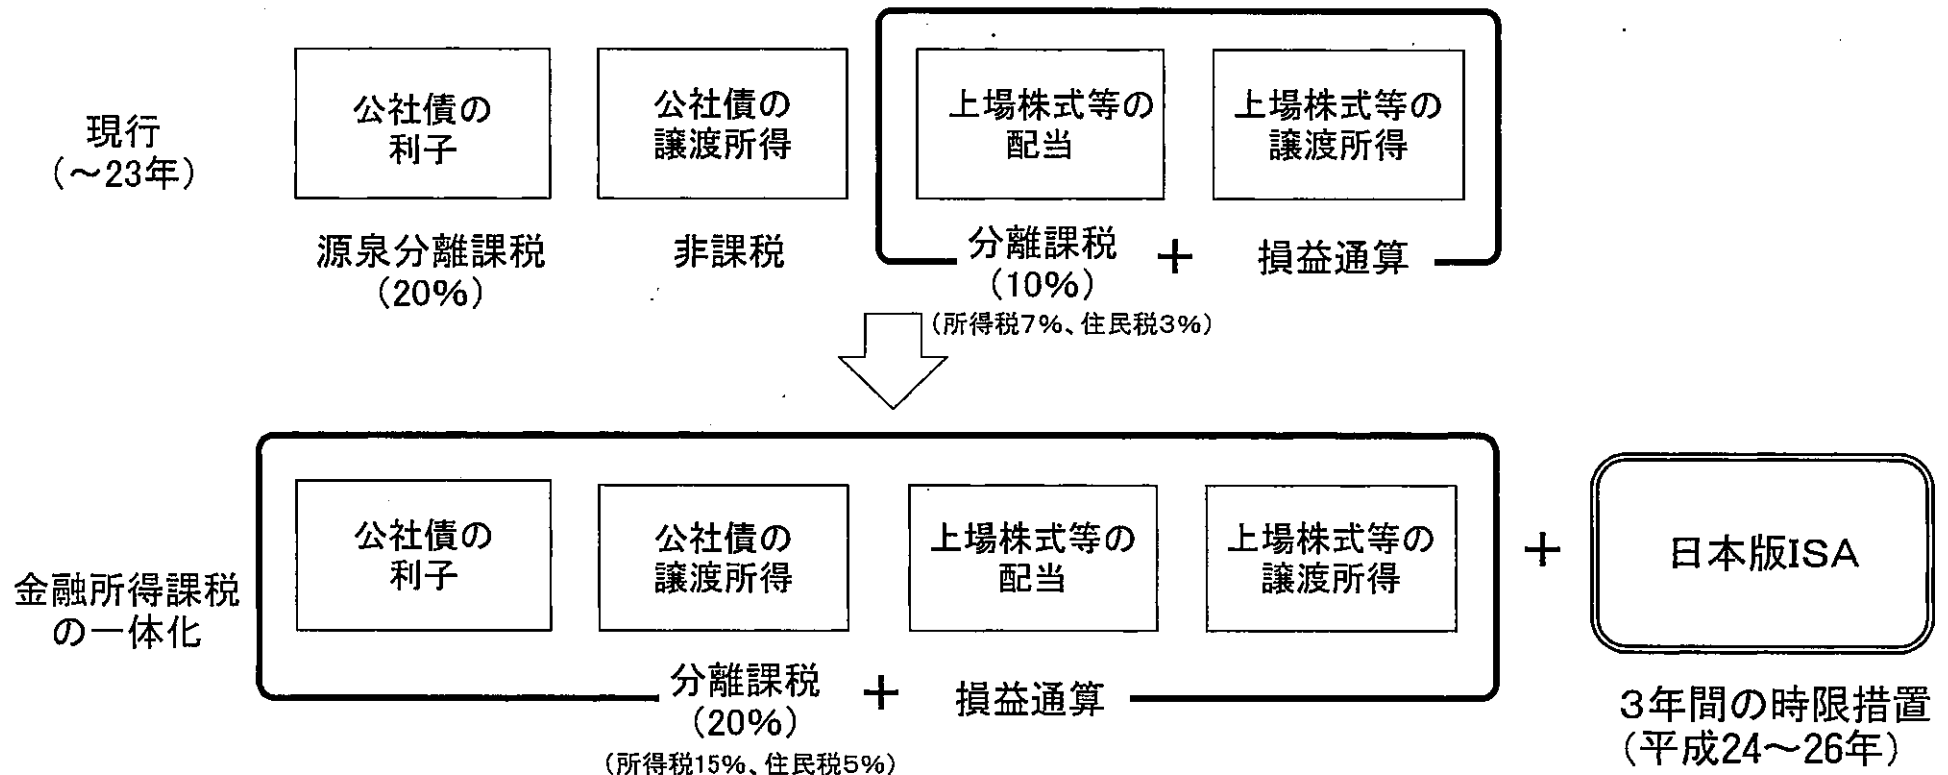 現行
(～23年)
公社債の
利子
公社債の
譲渡所得
上場株式等の
配当
上場株式等の
譲渡所得
源泉分離課税
(20%)
非課税
分離課税
(10%)
+
損益通算
(所得税7%、住民税3%)
金融所得課税
の一体化
公社債の
利子
公社債の
譲渡所得
上場株式等の
配当
上場株式等の
譲渡所得
+
日本版ISA
分離課税
(20%)
+
損益通算
(所得税15%、住民税5%)
3年間の時限措置
(平成24～26年)